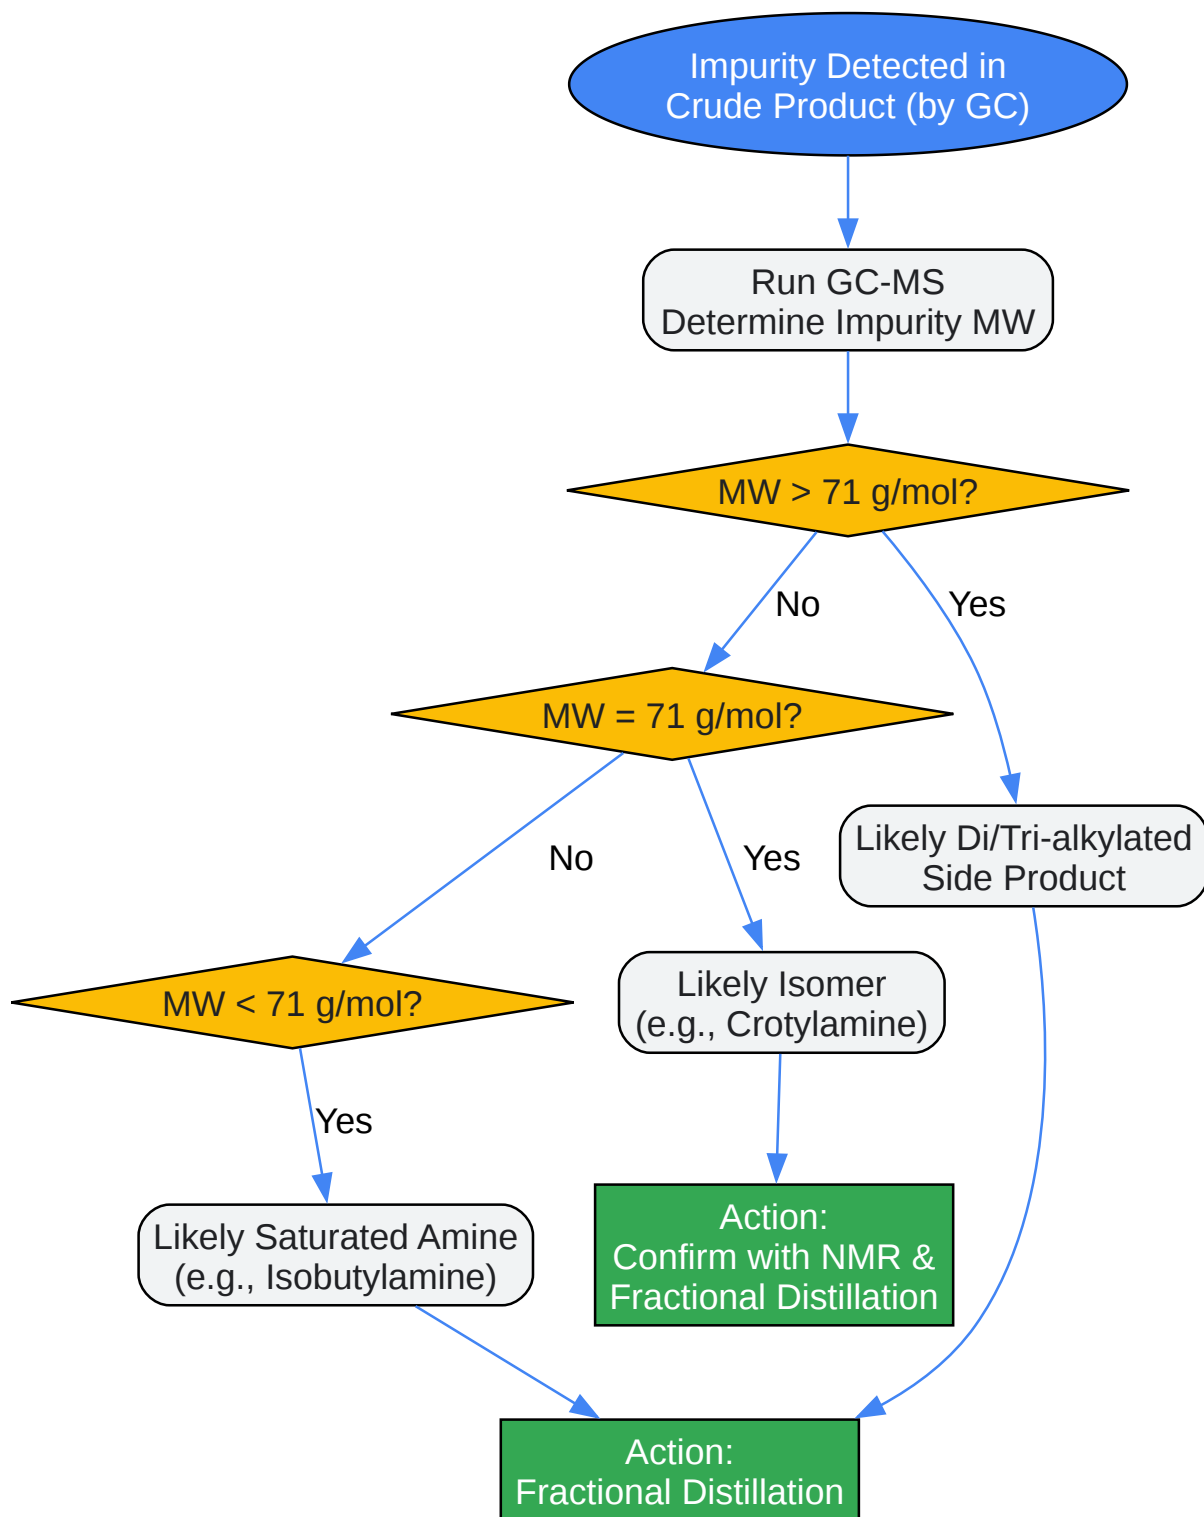 Impurity Detected in
Crude Product (by GC)
Run GC-MS
Determine Impurity MW
MW > 71 g/mol?
No
Yes
MW = 71 g/mol?
No
Yes
Likely Di/Tri-alkylated
Side Product
MW < 71 g/mol?
Likely Isomer
(e.g., Crotylamine)
Yes
Likely Saturated Amine
(e.g., Isobutylamine)
Action:
Confirm with NMR &
Fractional Distillation
Action:
Fractional Distillation